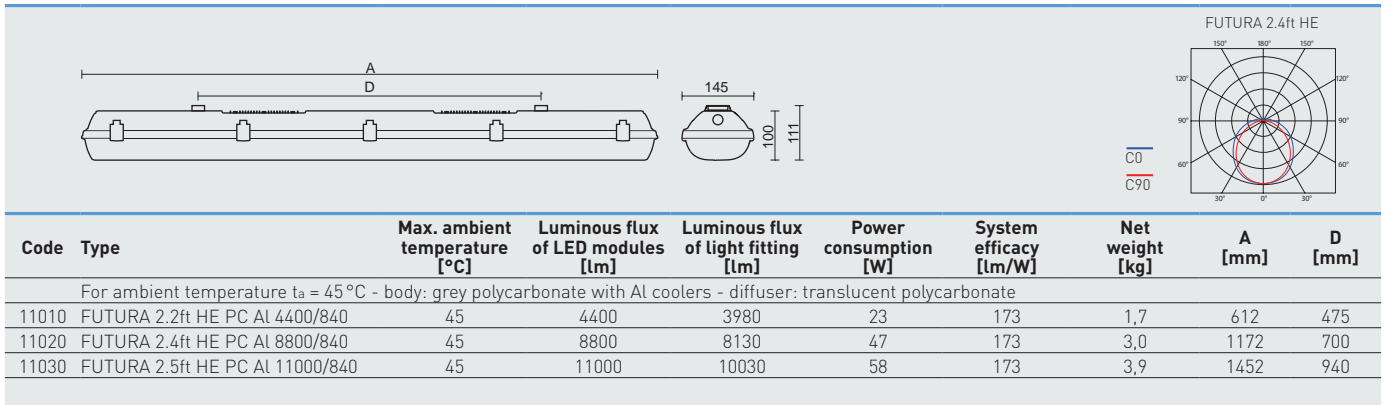 FUTURA 2.4ft HE
150° 180° 150°
120° 120°
90° 90°
60° 60°
30° 0° 30°
C0
C90
A
D
145
100
111
Code Type Max. ambient temperature [°C] Luminous flux of LED modules [lm] Luminous flux of light fitting [lm] Power consumption [W] System efficacy [lm/W] Net weight [kg] A [mm] D [mm]
For ambient temperature ta = 45°C - body: grey polycarbonate with Al coolers - diffuser: translucent polycarbonate
11010 FUTURA 2.2ft HE PC Al 4400/840 45 4400 3980 23 173 1,7 612 475
11020 FUTURA 2.4ft HE PC Al 8800/840 45 8800 8130 47 173 3,0 1172 700
11030 FUTURA 2.5ft HE PC Al 11000/840 45 11000 10030 58 173 3,9 1452 940